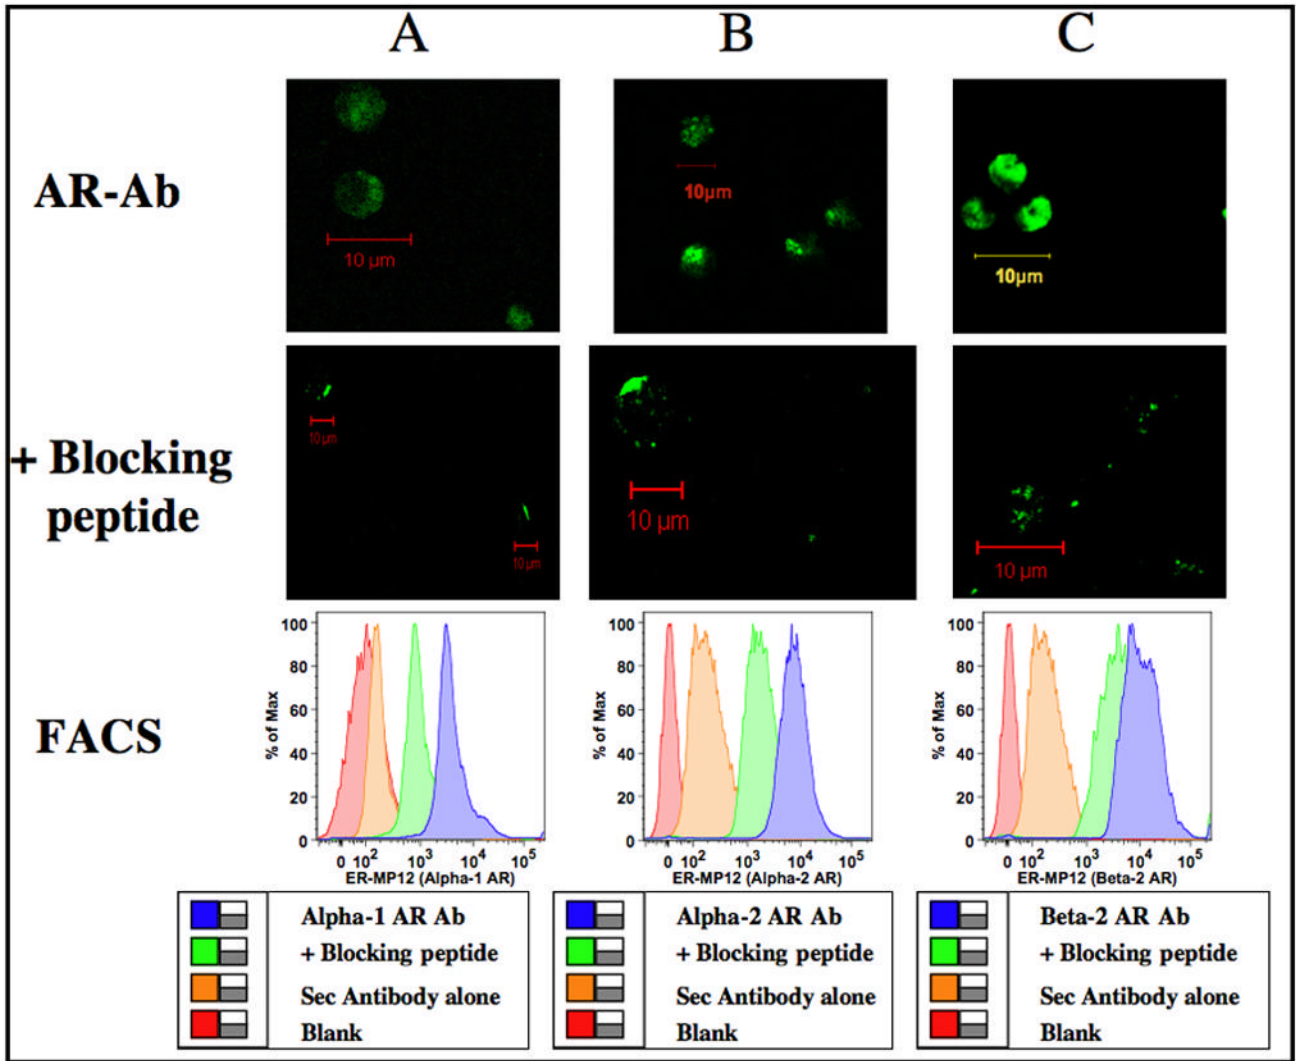 A B C
AR-Ab
10 µm
10µm
10µm
+ Blocking
peptide
10 µm
10 µm
10 µm
10 µm
FACS
% of Max
100
80
60
40
20
0
0 10² 10³ 10⁴ 10⁵
ER-MP12 (Alpha-1 AR)
% of Max
100
80
60
40
20
0
0 10² 10³ 10⁴ 10⁵
ER-MP12 (Alpha-2 AR)
% of Max
100
80
60
40
20
0
0 10² 10³ 10⁴ 10⁵
ER-MP12 (Beta-2 AR)
Alpha-1 AR Ab
+ Blocking peptide
Sec Antibody alone
Blank
Alpha-2 AR Ab
+ Blocking peptide
Sec Antibody alone
Blank
Beta-2 AR Ab
+ Blocking peptide
Sec Antibody alone
Blank